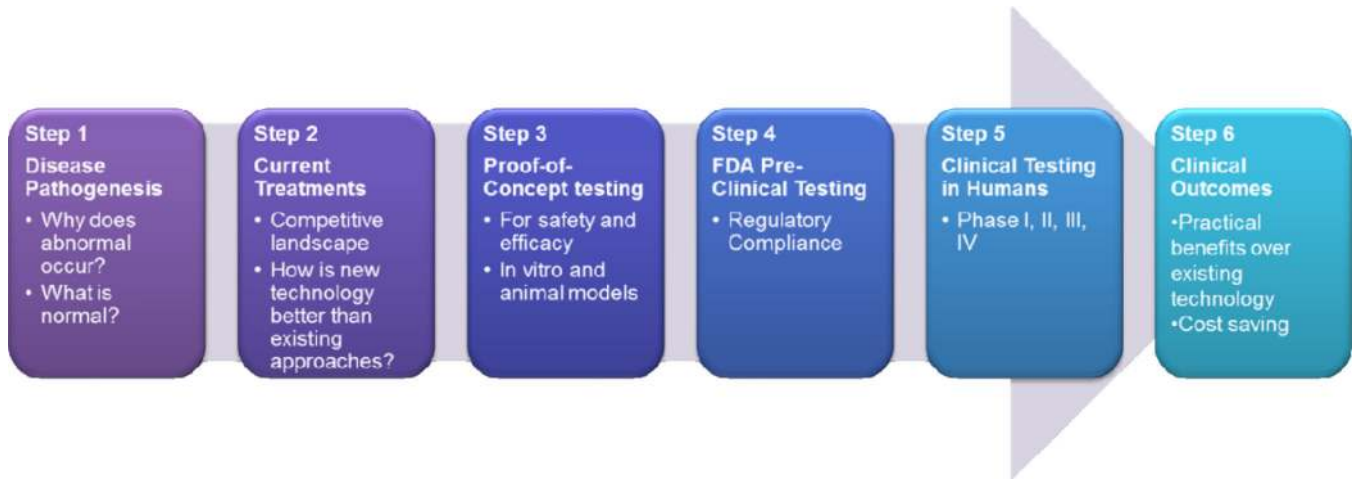 Step 1
Disease
Pathogenesis
• Why does
abnormal
occur?
• What is
normal?
Step 2
Current
Treatments
• Competitive
landscape
• How is new
technology
better than
existing
approaches?
Step 3
Proof-of-
Concept testing
• For safety and
efficacy
• In vitro and
animal models
Step 4
FDA Pre-
Clinical Testing
• Regulatory
Compliance
Step 5
Clinical Testing
in Humans
• Phase I, II, III,
IV
Step 6
Clinical
Outcomes
•Practical
benefits over
existing
technology
•Cost saving